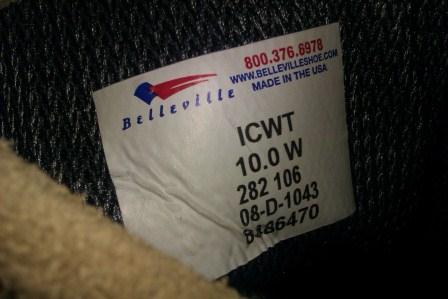 Belleville
800.376.6978
WWW.BELLEVILLESHOE.COM
MADE IN THE USA
ICWT
10.0 W
282 106
08-D-1043